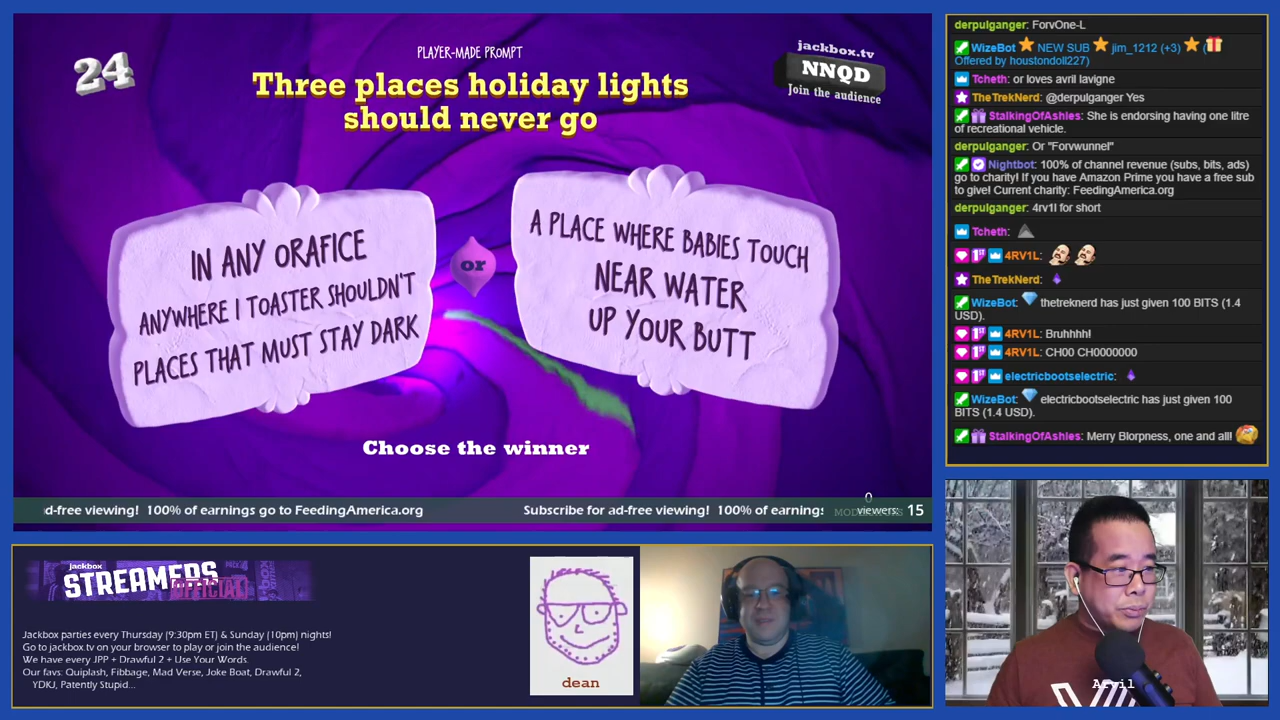 24
PLAYER-MADE PROMPT
Three places holiday lights
should never go
jackbox.tv
NNQD
Join the audience
IN ANY ORAFICE
ANYWHERE I TOASTER SHOULDN'T
PLACES THAT MUST STAY DARK
or
A PLACE WHERE BABIES TOUCH
NEAR WATER
UP YOUR BUTT
Choose the winner
d-free viewing! 100% of earnings go to FeedingAmerica.org
Subscribe for ad-free viewing! 100% of earnings
0
viewers: 15
derpulganger: ForvOne-L
WizeBot NEW SUB jim_1212 (+3) (
Offered by houstondoll227)
Tcheth: or loves avril lavigne
TheTrekNerd: @derpulganger Yes
StalkingOfAshles: She is endorsing having one litre
of recreational vehicle.
derpulganger: Or "Forvwunnel"
Nightbot: 100% of channel revenue (subs, bits, ads)
go to charity! If you have Amazon Prime you have a free sub
to give! Current charity: FeedingAmerica.org
derpulganger: 4rv1l for short
Tcheth:
4RV1L:
TheTrekNerd:
WizeBot: thetreknerd has just given 100 BITS (1.4
USD).
4RV1L: Bruhhhh!
4RV1L: CH00 CH0000000
electricbootselectric:
WizeBot: electricbootselectric has just given 100
BITS (1.4 USD).
StalkingOfAshles: Merry Blorpness, one and all!
jackbox
STREAMERS
OFFICIAL
Jackbox parties every Thursday (9:30pm ET) & Sunday (10pm) nights!
Go to jackbox.tv on your browser to play or join the audience!
We have every JPP + Drawful 2 + Use Your Words.
Our favs: Quiplash, Fibbage, Mad Verse, Joke Boat, Drawful 2,
YDKJ, Patently Stupid...
dean